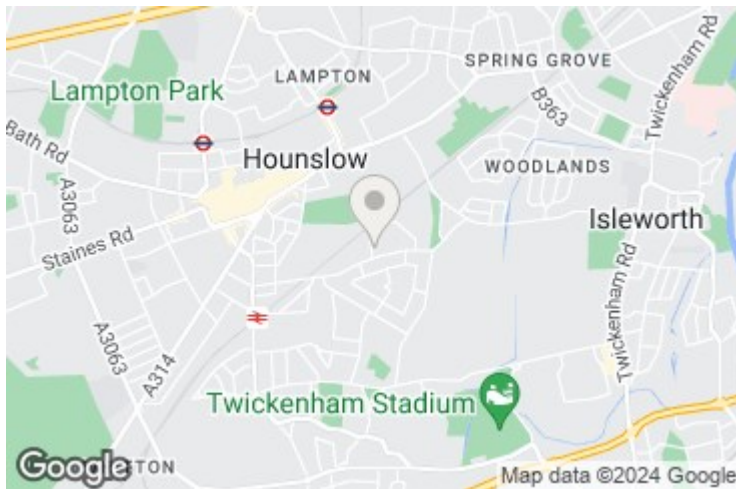 SPRING GROVE
Twickenham Rd
LAMPTON
Lampton Park
B363
Bath Rd
Hounslow
WOODLANDS
A3063
Isleworth
Staines Rd
Twickenham Rd
A3063
A314
Twickenham Stadium
Google
ETON
Map data ©2024 Google